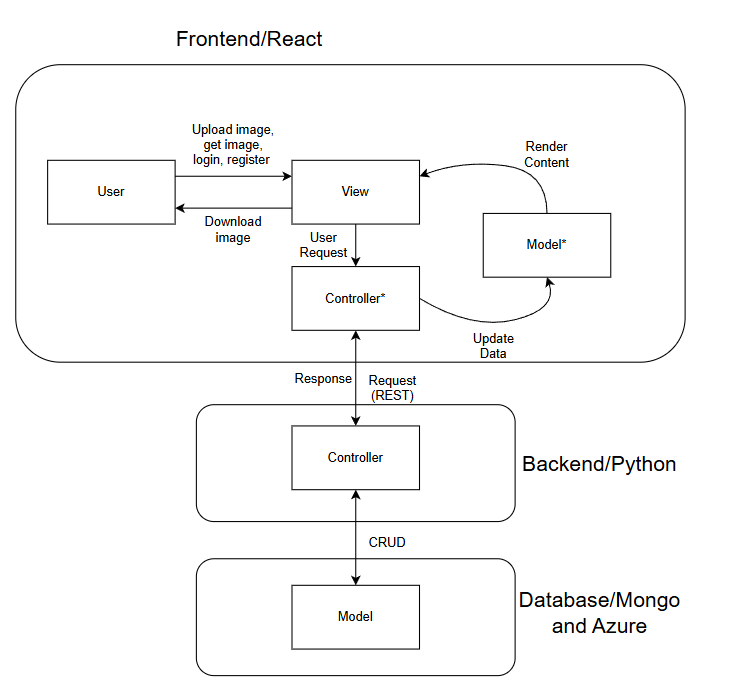 Frontend/React
Upload image,
get image,
login, register
Render
Content
User
View
Download
image
User
Request
Model*
Controller*
Update
Data
Response
Request
(REST)
Controller
Backend/Python
CRUD
Model
Database/Mongo
and Azure